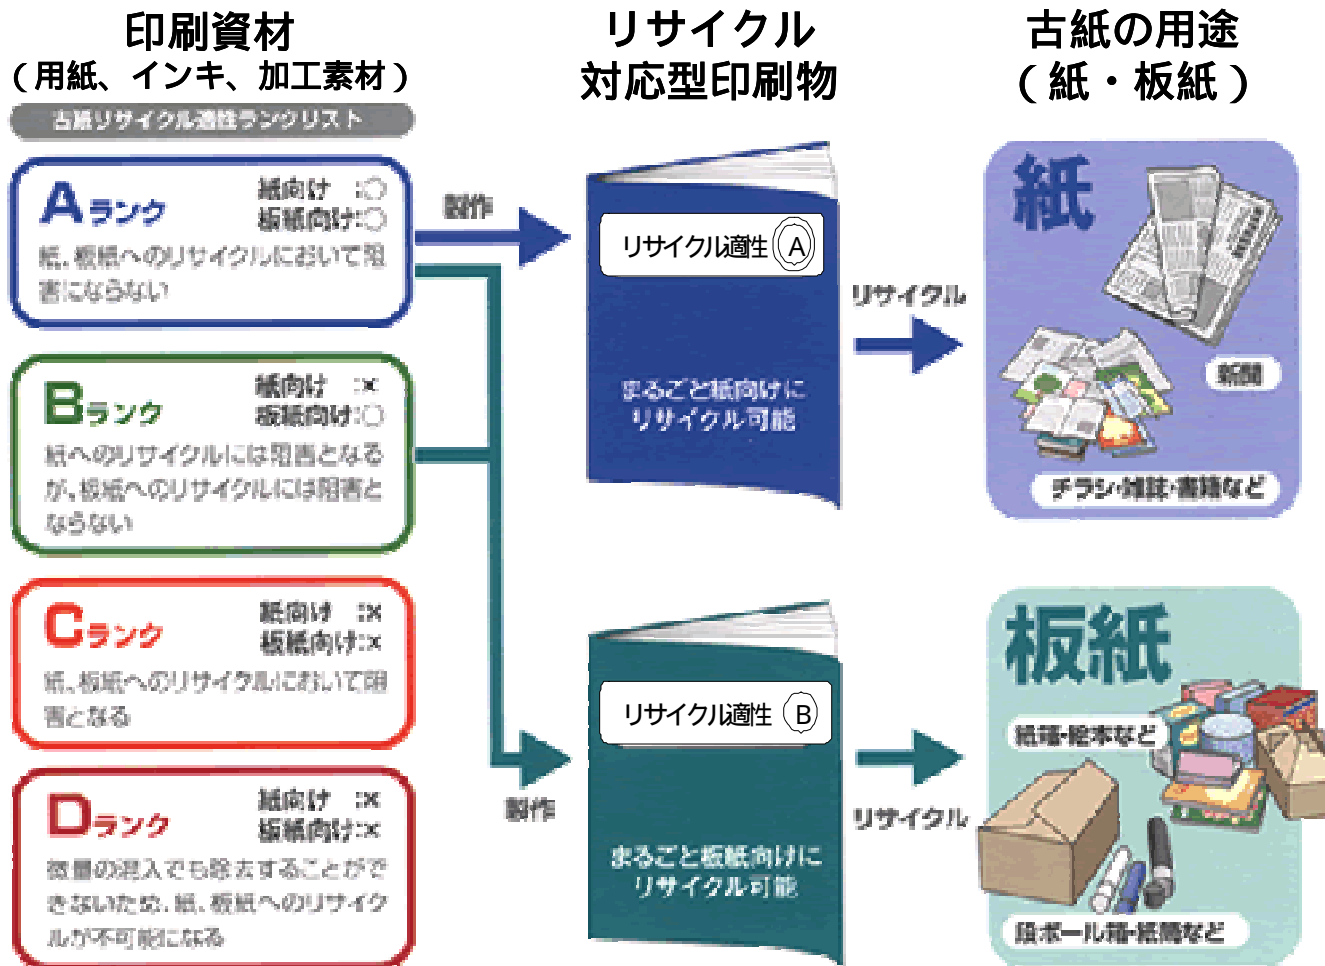 印刷資材
（用紙、インキ、加工素材）
古紙リサイクル適性ランクリスト
Aランク
紙向け　:○
板紙向け:○
紙、板紙へのリサイクルにおいて阻
害にならない
Bランク
紙向け　:×
板紙向け:○
紙へのリサイクルには阻害となる
が、板紙へのリサイクルには阻害と
ならない
Cランク
紙向け　:×
板紙向け:×
紙、板紙へのリサイクルにおいて阻
害となる
Dランク
紙向け　:×
板紙向け:×
微量の混入でも除去することがで
きないため、紙、板紙へのリサイク
ルが不可能になる
製作
製作
リサイクル
対応型印刷物
リサイクル適性 A
まるごと紙向けに
リサイクル可能
リサイクル適性 B
まるごと板紙向けに
リサイクル可能
リサイクル
リサイクル
古紙の用途
（紙・板紙）
紙
新聞
チラシ・雑誌・書籍など
板紙
紙箱・絵本など
段ボール箱・紙筒など